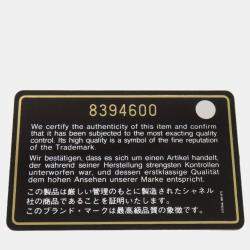 8394600
We certify the authenticity of this item and confirm
that it has been subjected to the most exacting quality
control. Its high quality is a symbol of the fine reputation
of the Trademark.
Wir bestätigen, dass es sich um einen Artikel handelt,
der während seiner Herstellung strengsten Kontrollen
unterworfen war, und dessen erstklassige Qualität
dem hohen Ansehen unserer Marke entspricht.
この製品は厳しい管理のもとに製造されたシャネル
社の商品であることを証明いたします。
このブランド・マークは最高級品質の象徴です。